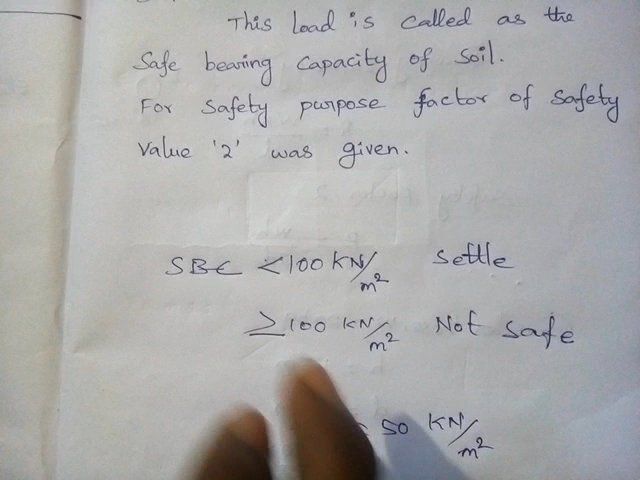 This Load is called as the
Safe bearing Capacity of Soil.
For Safety purpose factor of Safety
Value '2' was given.
SBC <100 KN/m²   Settle
≥100 KN/m²   Not Safe
50 KN/m²